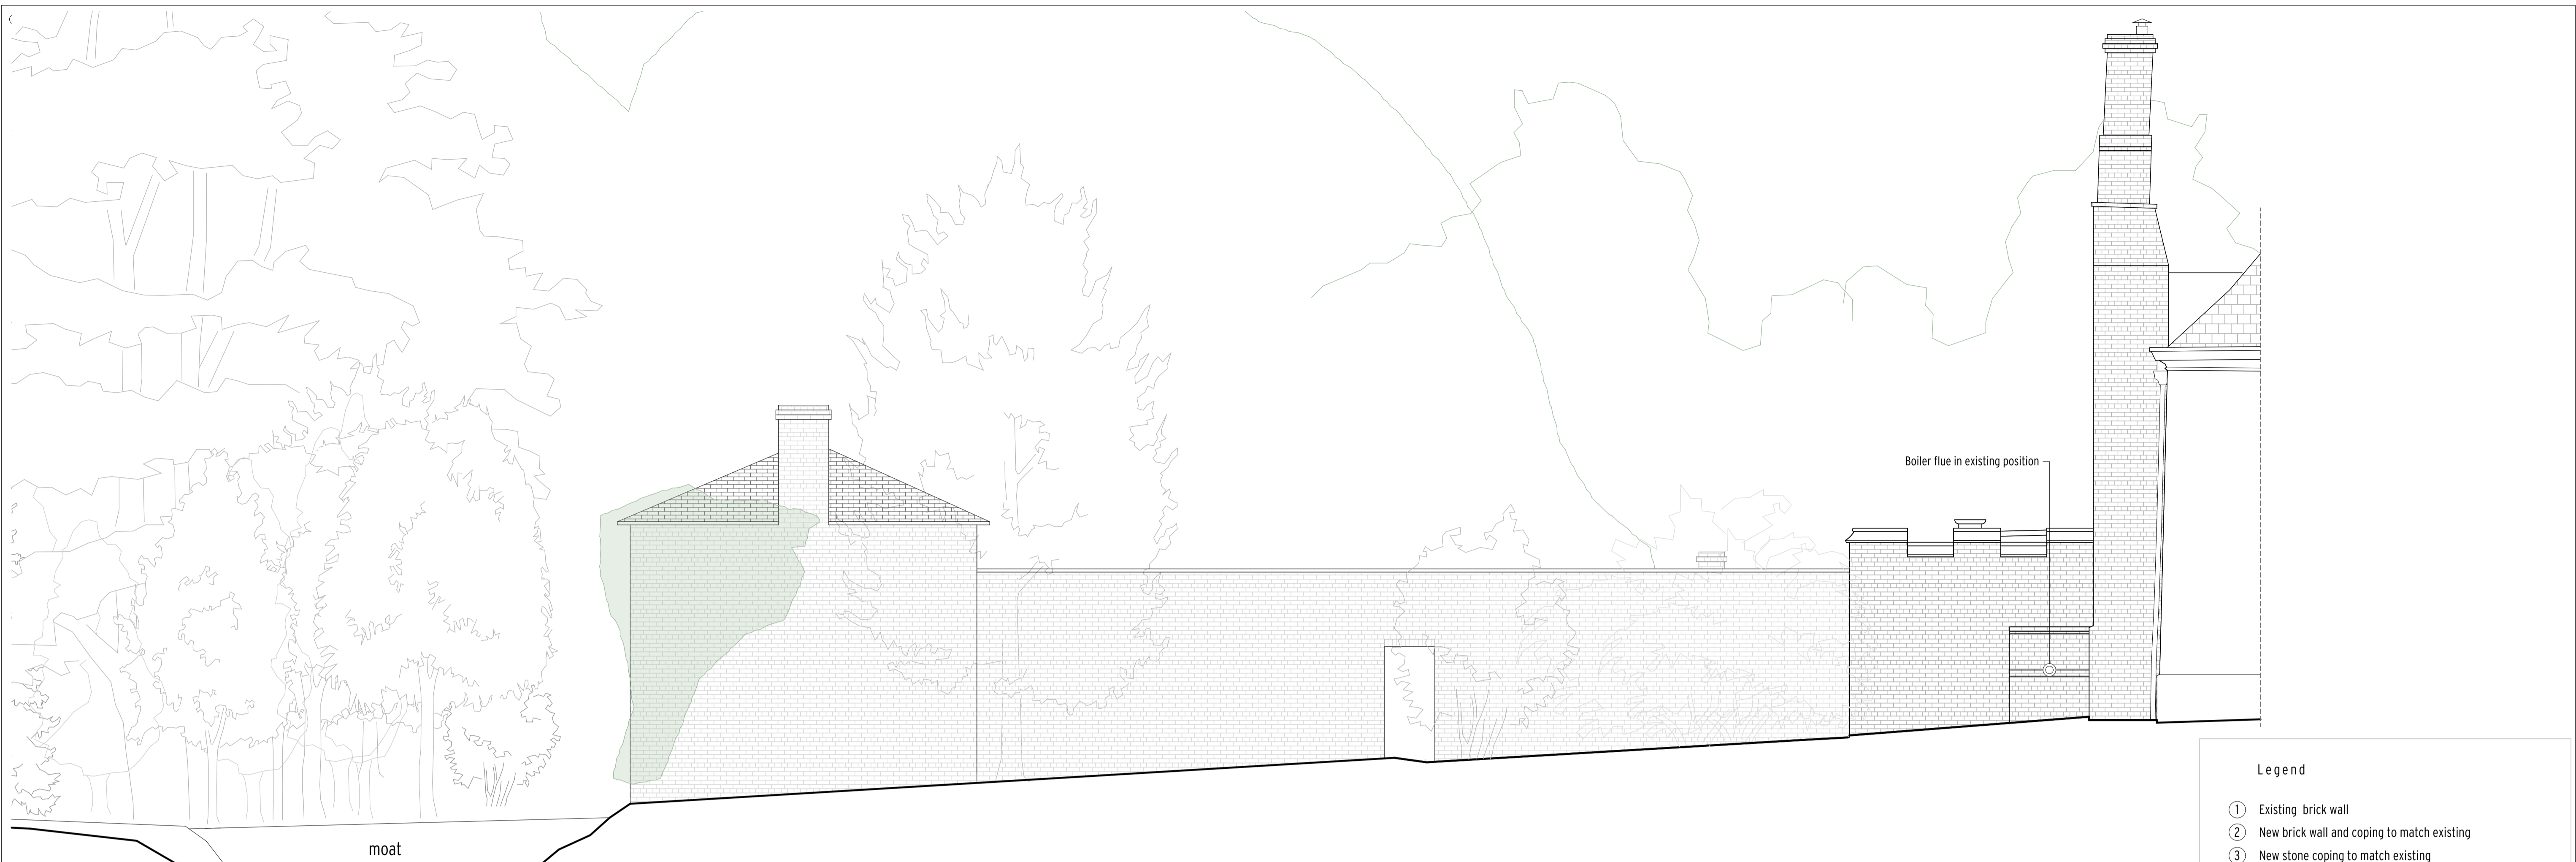 Boiler flue in existing position
moat
Legend
1 Existing brick wall
2 New brick wall and coping to match existing
3 New stone coping to match existing